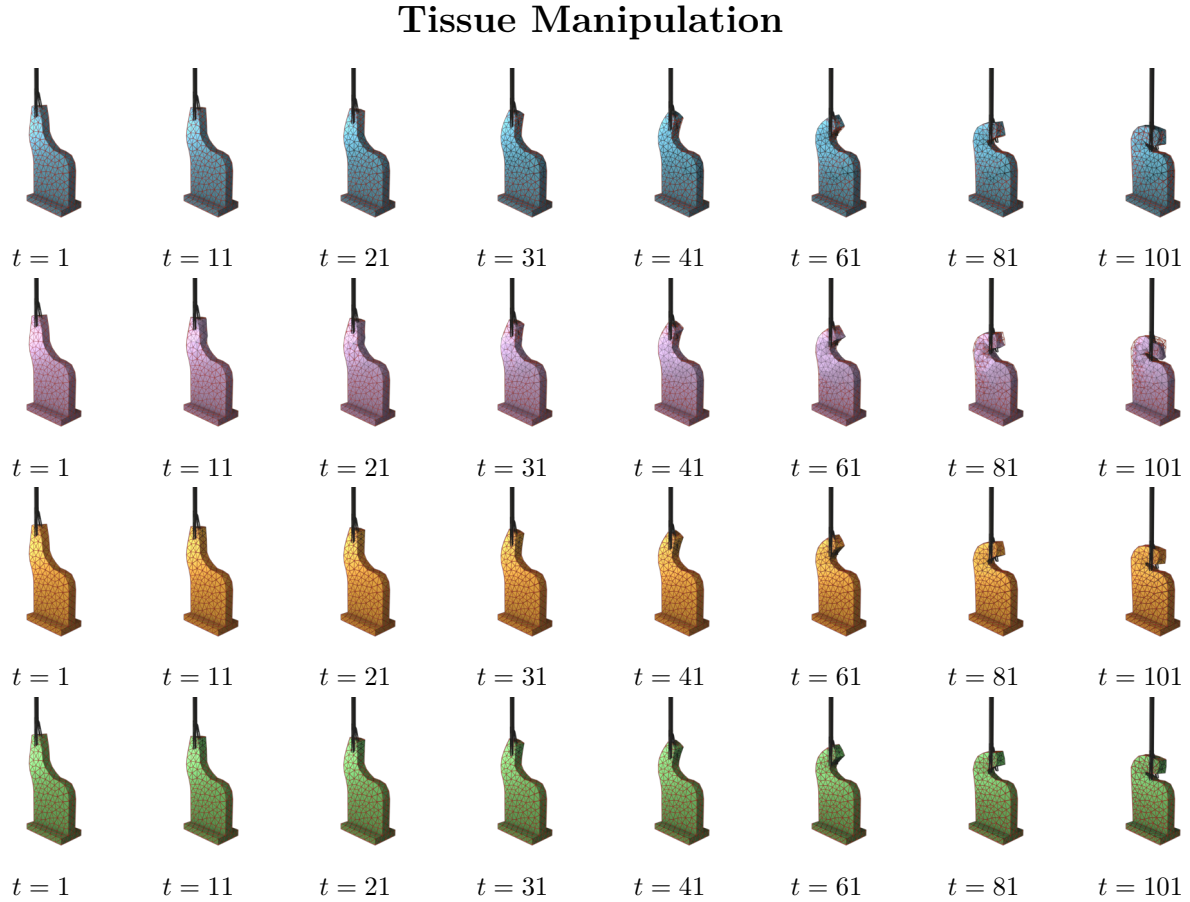 Tissue Manipulation
t = 1 t = 11 t = 21 t = 31 t = 41 t = 61 t = 81 t = 101
t = 1 t = 11 t = 21 t = 31 t = 41 t = 61 t = 81 t = 101
t = 1 t = 11 t = 21 t = 31 t = 41 t = 61 t = 81 t = 101
t = 1 t = 11 t = 21 t = 31 t = 41 t = 61 t = 81 t = 101